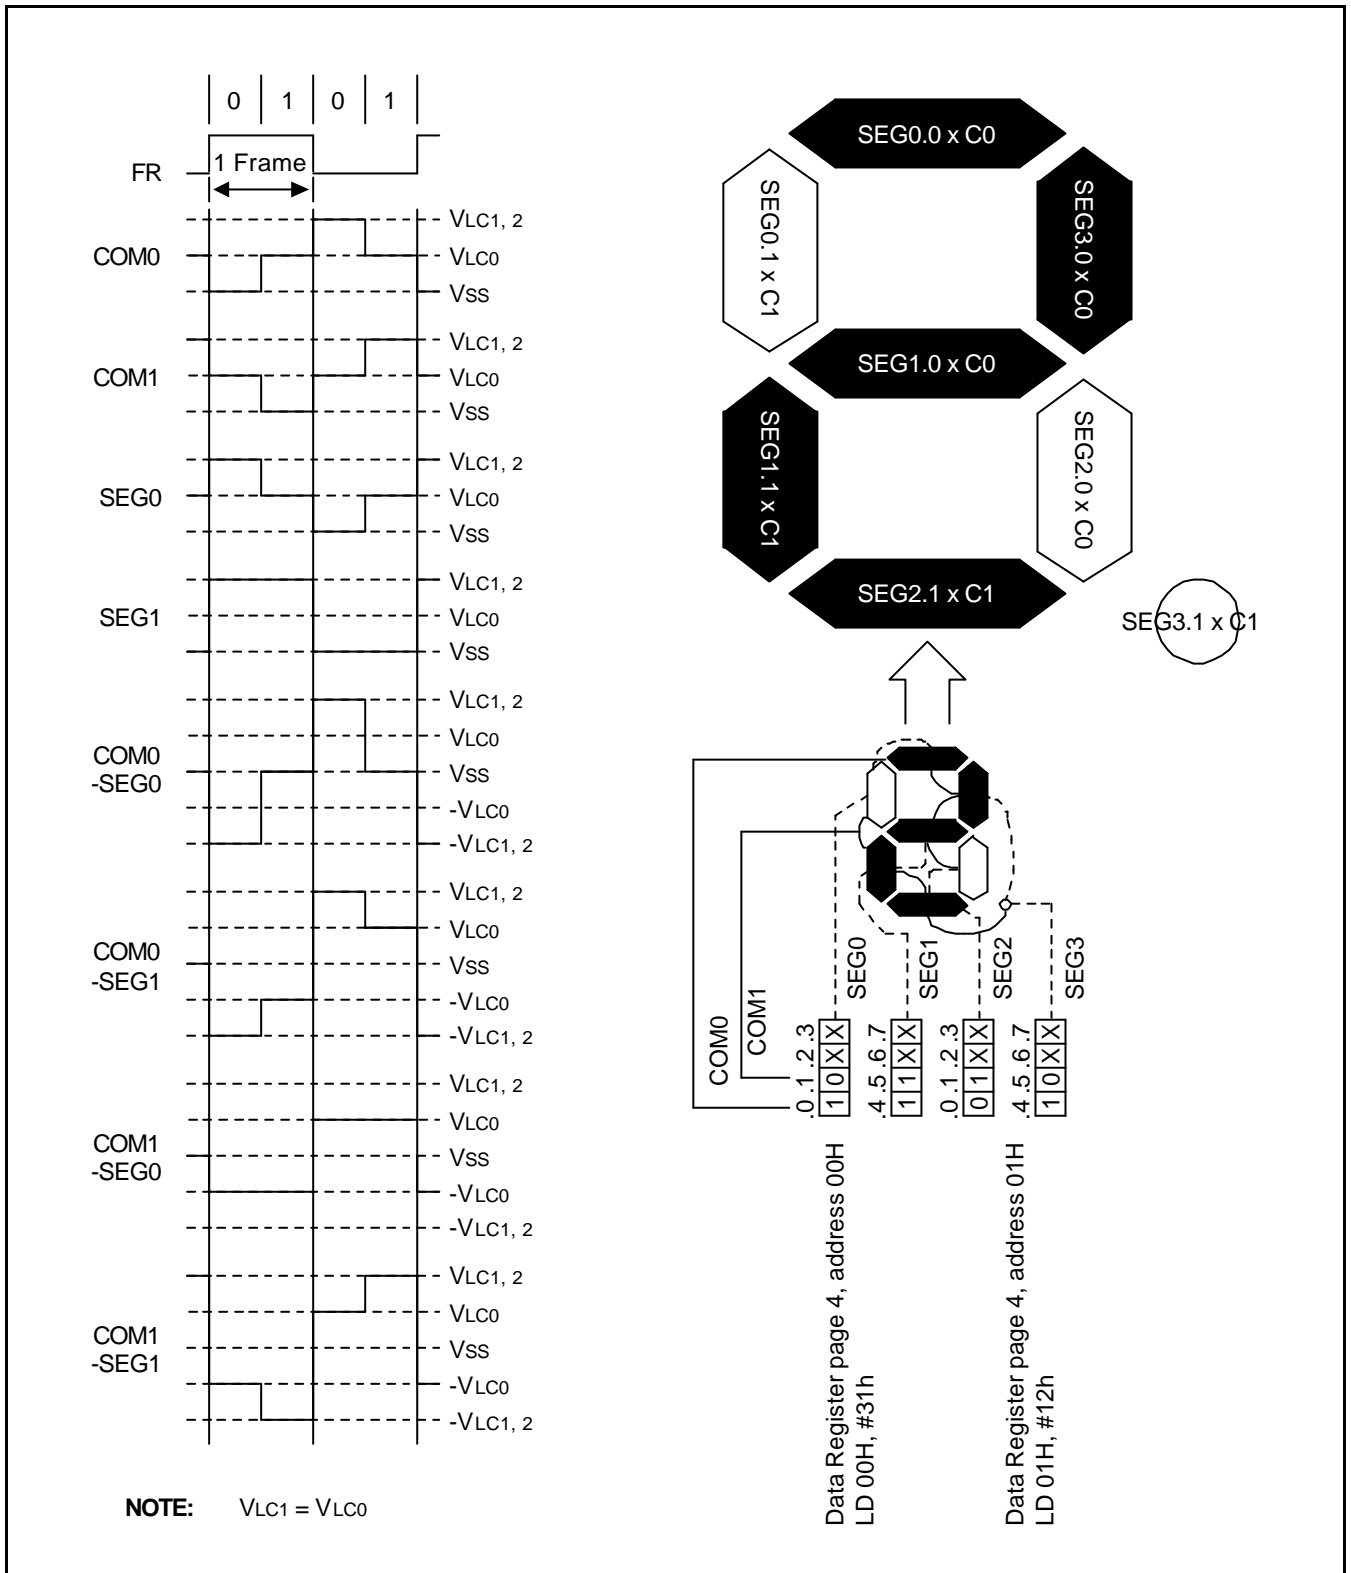 0 1 0 1
FR
1 Frame
COM0
VLC1, 2
VLC0
VSS
COM1
VLC1, 2
VLC0
VSS
SEG0
VLC1, 2
VLC0
VSS
SEG1
VLC1, 2
VLC0
VSS
COM0
-SEG0
VLC1, 2
VLC0
VSS
-VLC0
-VLC1, 2
COM0
-SEG1
VLC1, 2
VLC0
VSS
-VLC0
-VLC1, 2
COM1
-SEG0
VLC1, 2
VLC0
VSS
-VLC0
-VLC1, 2
COM1
-SEG1
VLC1, 2
VLC0
VSS
-VLC0
-VLC1, 2
NOTE: VLC1 = VLC0
SEG0.0 x C0
SEG0.1 x C1
SEG3.0 x C0
SEG1.0 x C0
SEG1.1 x C1
SEG2.0 x C0
SEG2.1 x C1
SEG3.1 x C1
COM0
COM1
SEG0
SEG1
SEG2
SEG3
.0 .1 .2 .3
1 0 X X
.4 .5 .6 .7
1 1 X X
.0 .1 .2 .3
0 1 X X
.4 .5 .6 .7
1 0 X X
Data Register page 4, address 00H
LD 00H, #31h
Data Register page 4, address 01H
LD 01H, #12h